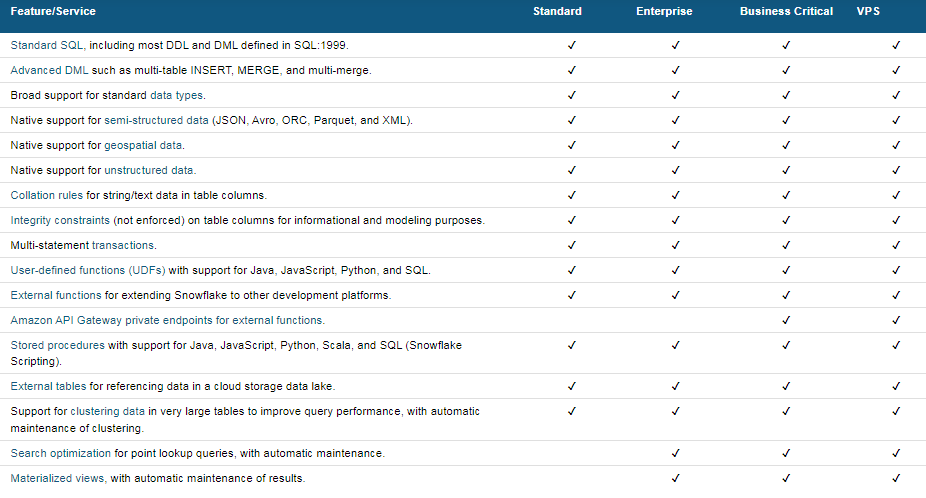 Feature/Service Standard Enterprise Business Critical VPS
Standard SQL, including most DDL and DML defined in SQL:1999. ✓ ✓ ✓ ✓
Advanced DML such as multi-table INSERT, MERGE, and multi-merge. ✓ ✓ ✓ ✓
Broad support for standard data types. ✓ ✓ ✓ ✓
Native support for semi-structured data (JSON, Avro, ORC, Parquet, and XML). ✓ ✓ ✓ ✓
Native support for geospatial data. ✓ ✓ ✓ ✓
Native support for unstructured data. ✓ ✓ ✓ ✓
Collation rules for string/text data in table columns. ✓ ✓ ✓ ✓
Integrity constraints (not enforced) on table columns for informational and modeling purposes. ✓ ✓ ✓ ✓
Multi-statement transactions. ✓ ✓ ✓ ✓
User-defined functions (UDFs) with support for Java, JavaScript, Python, and SQL. ✓ ✓ ✓ ✓
External functions for extending Snowflake to other development platforms. ✓ ✓ ✓ ✓
Amazon API Gateway private endpoints for external functions. ✓ ✓
Stored procedures with support for Java, JavaScript, Python, Scala, and SQL (Snowflake ✓ ✓ ✓ ✓
Scripting).
External tables for referencing data in a cloud storage data lake. ✓ ✓ ✓ ✓
Support for clustering data in very large tables to improve query performance, with automatic ✓ ✓ ✓ ✓
maintenance of clustering.
Search optimization for point lookup queries, with automatic maintenance. ✓ ✓ ✓
Materialized views, with automatic maintenance of results. ✓ ✓ ✓